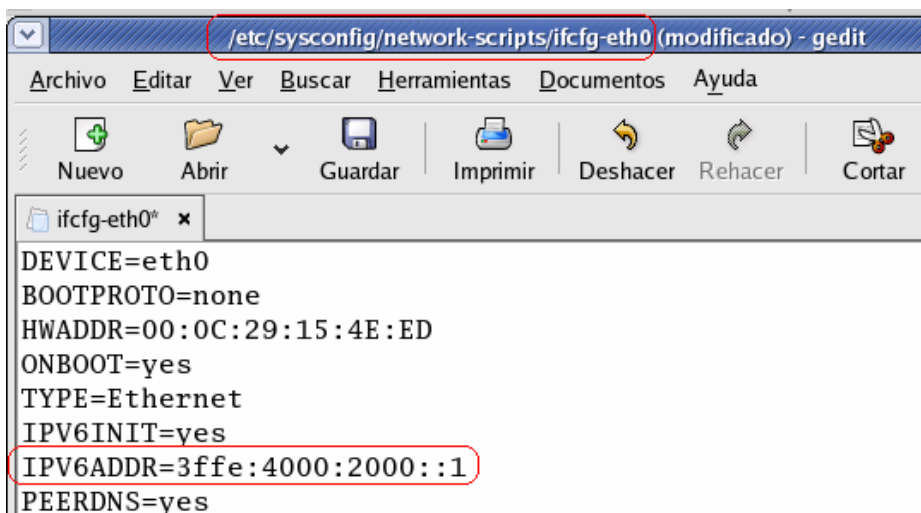 /etc/sysconfig/network-scripts/ifcfg-eth0 (modificado) - gedit
Archivo Editar Ver Buscar Herramientas Documentos Ayuda
Nuevo Abrir Guardar Imprimir Deshacer Rehacer Cortar
ifcfg-eth0*
DEVICE=eth0
BOOTPROTO=none
HWADDR=00:0C:29:15:4E:ED
ONBOOT=yes
TYPE=Ethernet
IPV6INIT=yes
IPV6ADDR=3ffe:4000:2000::1
PEERDNS=yes